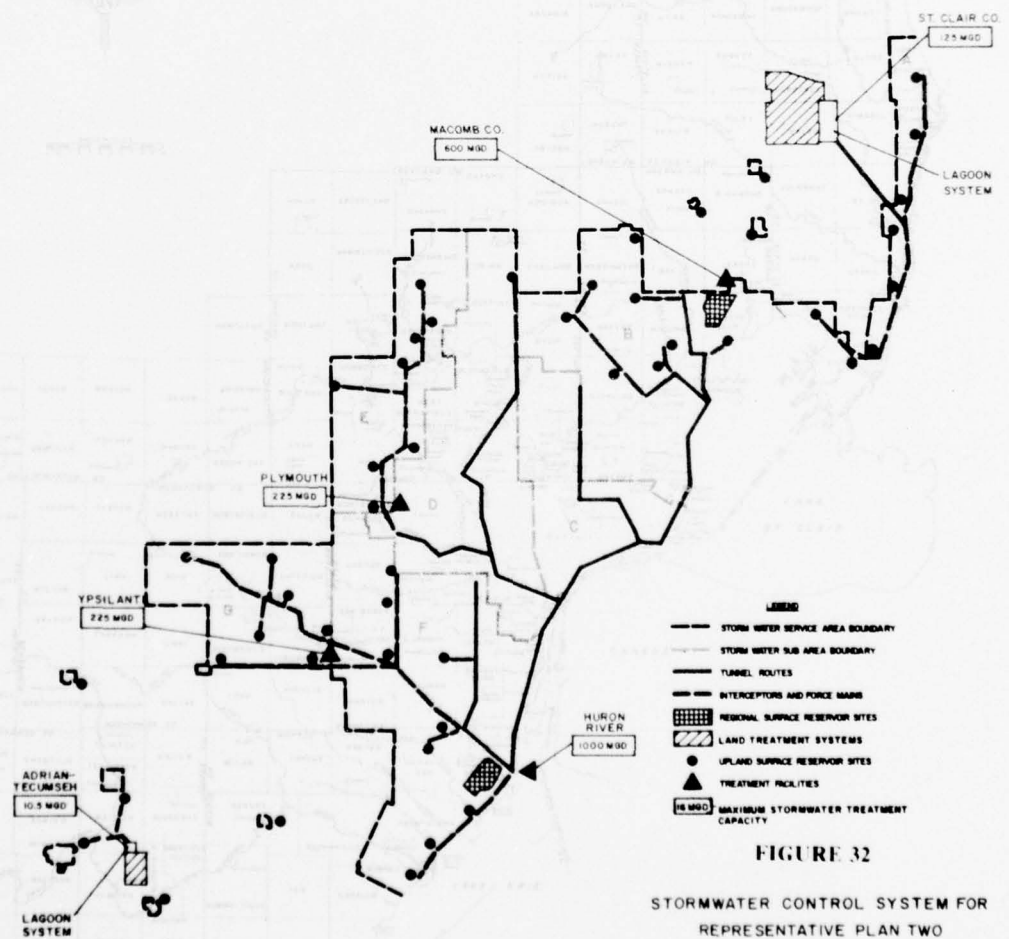 ST. CLAIR CO.
125 MGD
A
LAGOON
SYSTEM
MACOMB CO.
600 MGD
B
E
PLYMOUTH
225 MGD
D
C
YPSILANTI
225 MGD
G
F
HURON
RIVER
1000 MGD
ADRIAN-
TECUMSEH
10.5 MGD
LAGOON
SYSTEM
LEGEND
STORM WATER SERVICE AREA BOUNDARY
STORM WATER SUB AREA BOUNDARY
TUNNEL ROUTES
INTERCEPTORS AND FORCE MAINS
REGIONAL SURFACE RESERVOIR SITES
LAND TREATMENT SYSTEMS
UPLAND SURFACE RESERVOIR SITES
TREATMENT FACILITIES
16 MGD MAXIMUM STORMWATER TREATMENT
CAPACITY
FIGURE 32
STORMWATER CONTROL SYSTEM FOR
REPRESENTATIVE PLAN TWO